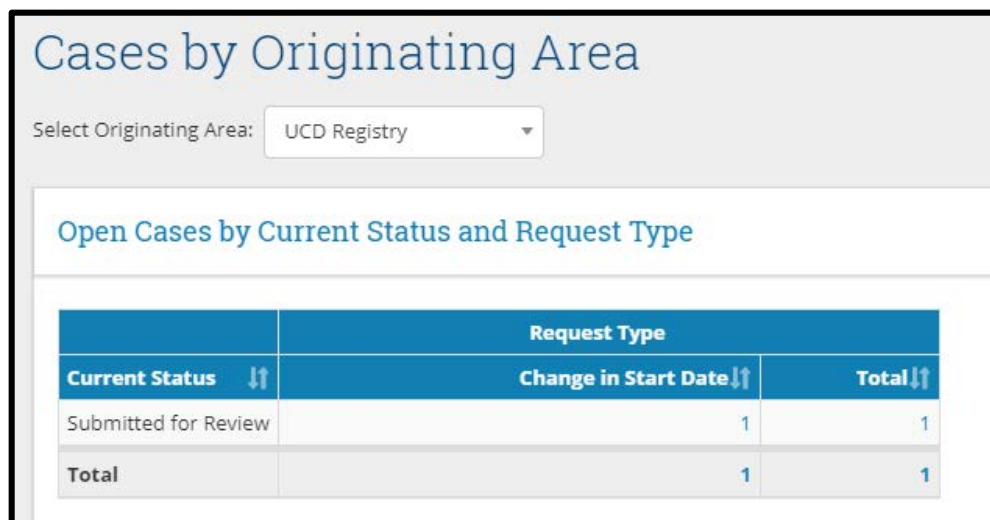 Cases by Originating Area
Select Originating Area: UCD Registry
Open Cases by Current Status and Request Type
Request Type
Current Status Change in Start Date Total
Submitted for Review 1 1
Total 1 1